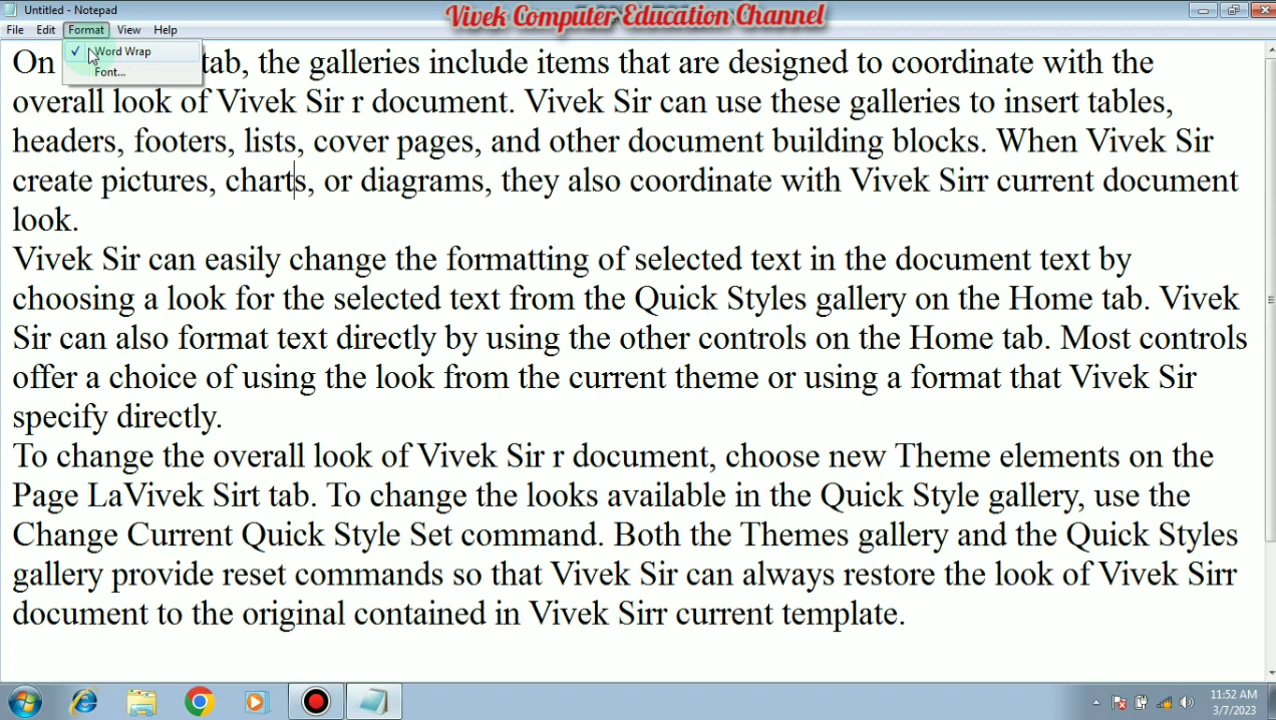 Untitled - Notepad
Vivek Computer Education Channel
File Edit Format View Help
Word Wrap
Font...
On tab, the galleries include items that are designed to coordinate with the
overall look of Vivek Sir r document. Vivek Sir can use these galleries to insert tables,
headers, footers, lists, cover pages, and other document building blocks. When Vivek Sir
create pictures, charts, or diagrams, they also coordinate with Vivek Sirr current document
look.
Vivek Sir can easily change the formatting of selected text in the document text by
choosing a look for the selected text from the Quick Styles gallery on the Home tab. Vivek
Sir can also format text directly by using the other controls on the Home tab. Most controls
offer a choice of using the look from the current theme or using a format that Vivek Sir
specify directly.
To change the overall look of Vivek Sir r document, choose new Theme elements on the
Page LaVivek Sirt tab. To change the looks available in the Quick Style gallery, use the
Change Current Quick Style Set command. Both the Themes gallery and the Quick Styles
gallery provide reset commands so that Vivek Sir can always restore the look of Vivek Sirr
document to the original contained in Vivek Sirr current template.
11:52 AM
3/7/2023